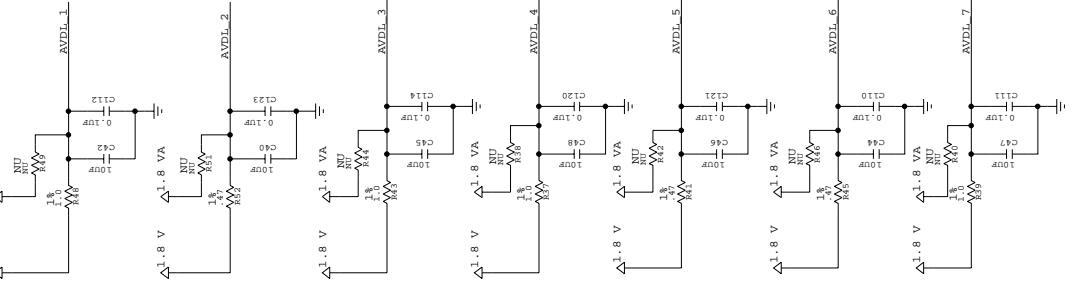 AVDL_1
C112
0.1UF
C42
10UF
NU
NU
R49
1%
1.0
R48
AVDL_2
C123
0.1UF
C40
10UF
1.8 VA
NU
NU
R51
1%
.47
R52
1.8 V
AVDL_3
C114
0.1UF
C45
10UF
1.8 VA
NU
NU
R44
1%
1.0
R43
1.8 V
AVDL_4
C120
0.1UF
C48
10UF
1.8 VA
NU
NU
R38
1%
1.0
R37
1.8 V
AVDL_5
C121
0.1UF
C46
10UF
1.8 VA
NU
NU
R42
1%
.47
R41
1.8 V
AVDL_6
C110
0.1UF
C44
10UF
1.8 VA
NU
NU
R46
1%
.47
R45
1.8 V
AVDL_7
C111
0.1UF
C47
10UF
1.8 VA
NU
NU
R40
1%
1.0
R39
1.8 V